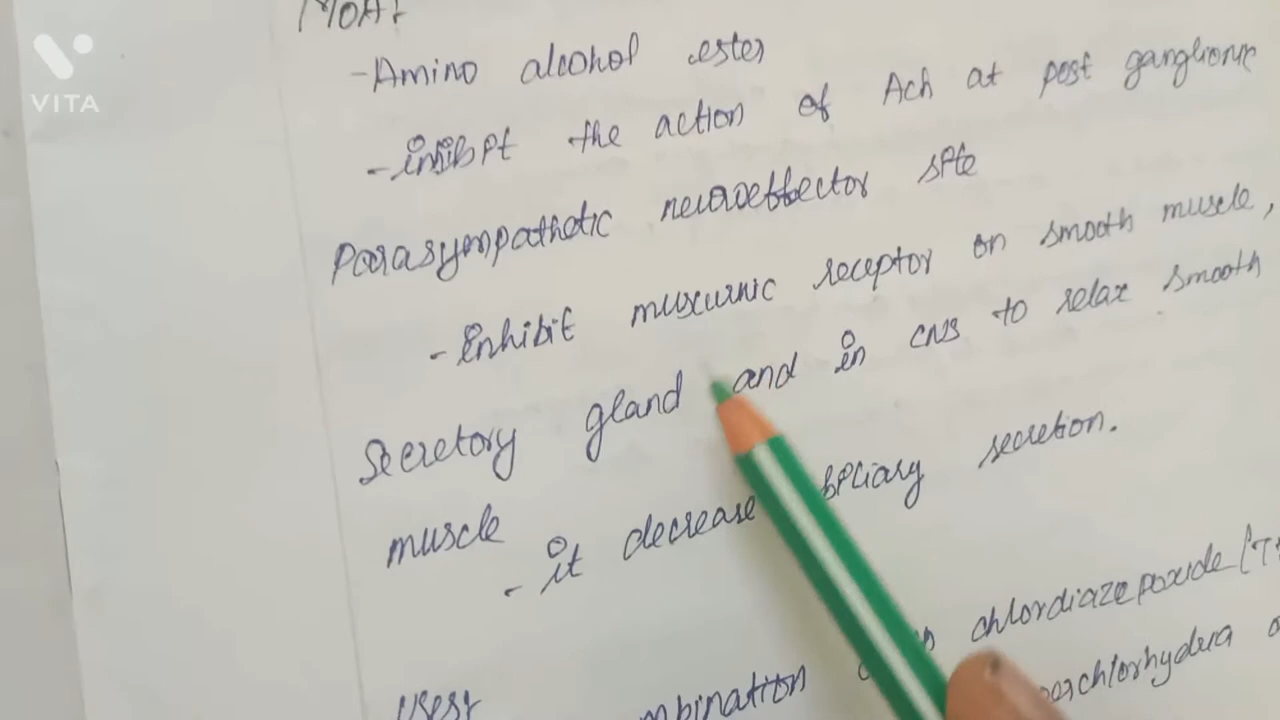 VITA
MOA:
- Amino alcohol ester
- inhibit the action of Ach at post ganglionic
parasympathetic neuroeffector site
- Inhibit muscurnic receptor on smooth muscle,
Secretory gland and in CNS to relax smooth
muscle
- it decrease biliary secretion.
chlordiazepoxide
Uses: